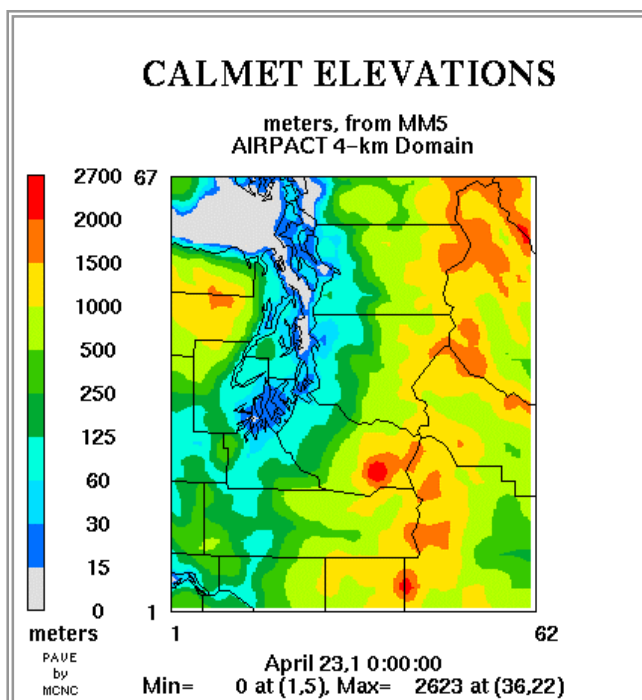 CALMET ELEVATIONS
meters, from MM5
AIRPACT 4-km Domain
2700
2000
1500
1000
500
250
125
60
30
15
0
meters
PAVE
by
MCNC
67
1
1
62
April 23,1 0:00:00
Min= 0 at (1,5), Max= 2623 at (36,22)